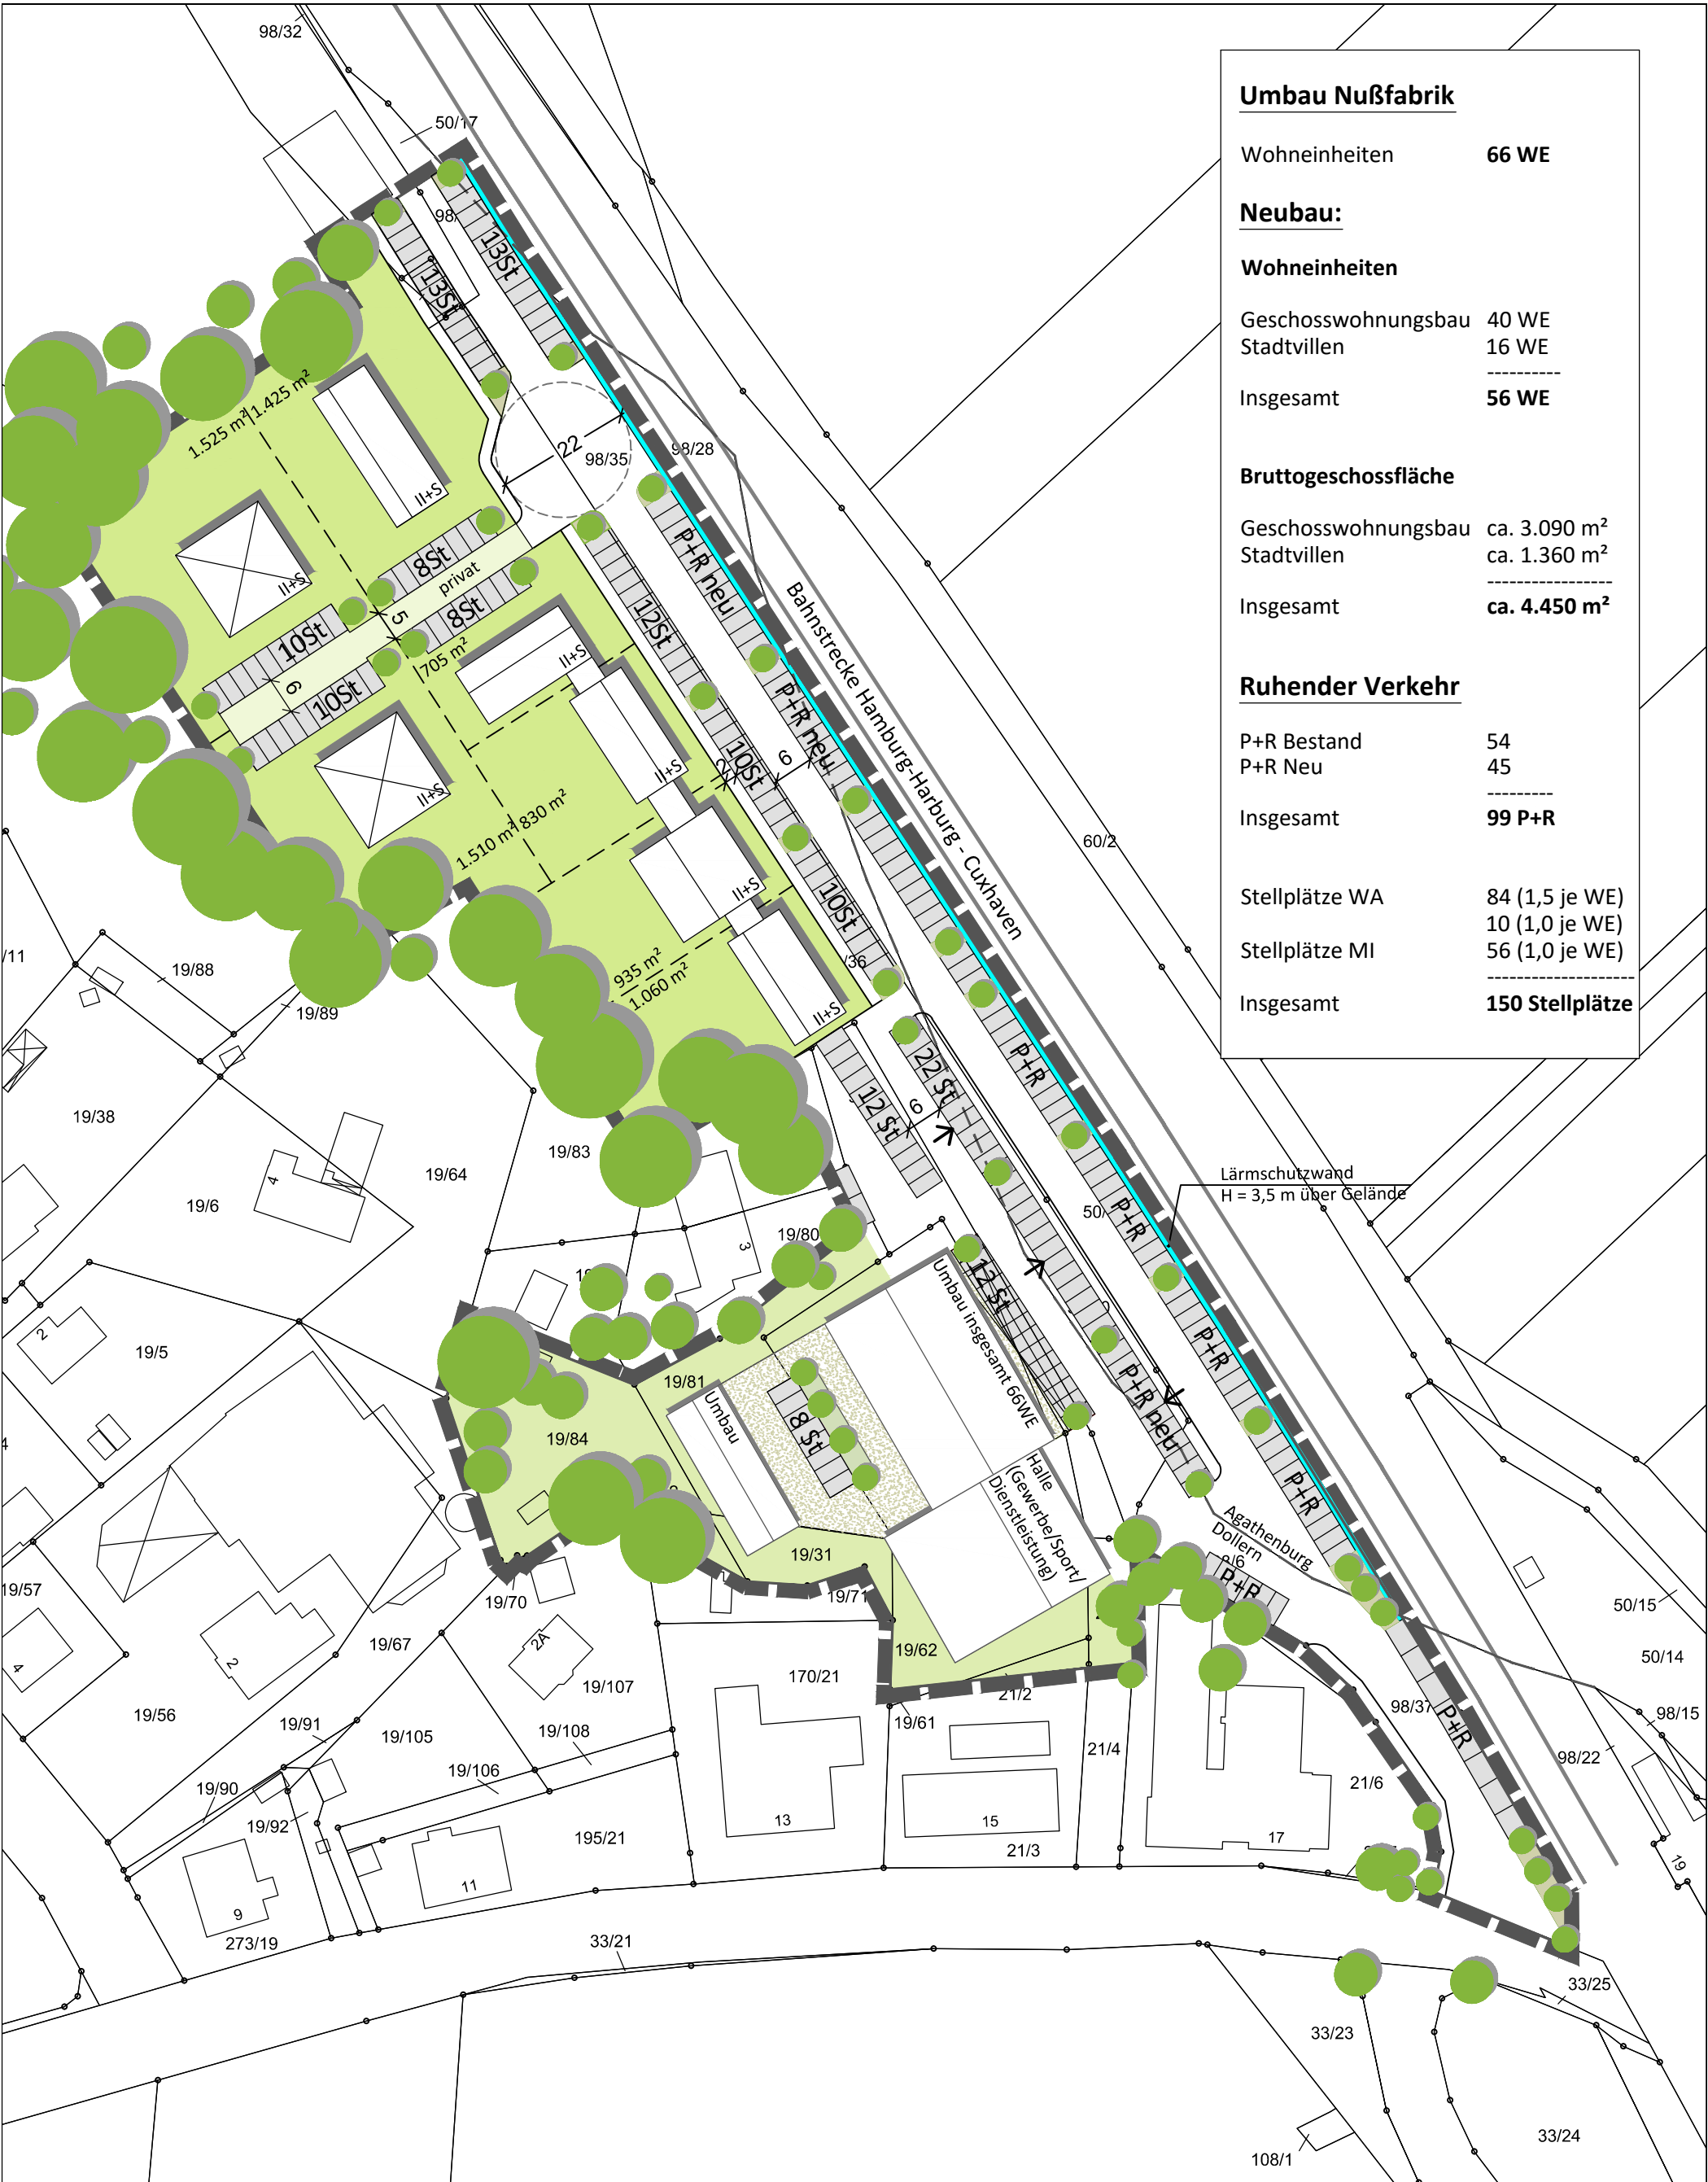 Umbau Nußfabrik
Wohneinheiten 66 WE
Neubau:
Wohneinheiten
Geschosswohnungsbau 40 WE
Stadtvillen 16 WE
----------
Insgesamt 56 WE
Bruttogeschossfläche
Geschosswohnungsbau ca. 3.090 m²
Stadtvillen ca. 1.360 m²
-----------------
Insgesamt ca. 4.450 m²
Ruhender Verkehr
P+R Bestand 54
P+R Neu 45
---------
Insgesamt 99 P+R
Stellplätze WA 84 (1,5 je WE)
10 (1,0 je WE)
Stellplätze MI 56 (1,0 je WE)
--------------------
Insgesamt 150 Stellplätze
98/32
50/17
98/
13St
13St
1.525 m²
1.425 m²
22
98/35
98/28
II+S
II+S
8St
privat
8St
5
10St
6
10St
705 m²
II+S
II+S
II+S
P+R neu
12St
P+R neu
10St
2
6
Bahnstrecke Hamburg-Harburg - Cuxhaven
60/2
1.510 m²
830 m²
II+S
10St
/36
935 m²
1.060 m²
II+S
/11
19/88
19/89
19/38
19/83
19/64
19/6
4
12 St
22 St
6
P+R
Lärmschutzwand
H = 3,5 m über Gelände
50/
P+R
3
19/80
2
19/5
12 St
Umbau insgesamt 66WE
P+R
19/81
Umbau
8 St
19/84
P+R neu
P+R
Halle
(Gewerbe/Sport/
Dienstleistung)
Agathenburg
Dollern
P+R
19/31
19/71
19/70
19/57
4
2
19/67
2A
19/62
50/15
50/14
19/107
170/21
21/2
98/37
98/15
P+R
19/56
19/91
19/105
19/108
19/61
21/4
98/22
19/90
19/106
21/6
19/92
13
15
17
195/21
21/3
11
9
273/19
19
33/21
33/25
33/23
33/24
108/1